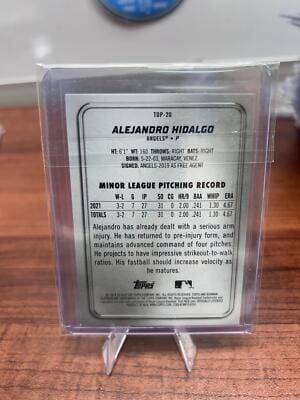 TDP-20
ALEJANDRO HIDALGO
ANGELS® • P
HT: 6'1" WT: 160 THROWS: RIGHT BATS: RIGHT
BORN: 5-22-03, MARACAY, VENEZ.
SIGNED: ANGELS-2019 AS FREE AGENT
MINOR LEAGUE PITCHING RECORD
W-L G IP SO CG HR/9 BAA WHIP ERA
2021 3-2 7 27 31 0 2.00 .241 1.30 4.67
TOTALS 3-2 7 27 31 0 2.00 .241 1.30 4.67
Alejandro has already dealt with a serious arm
injury. He has returned to pre-injury form, and
maintains advanced command of four pitches.
He projects to have impressive strikeout-to-walk
ratios. His fastball should increase velocity as
he matures.
Topps